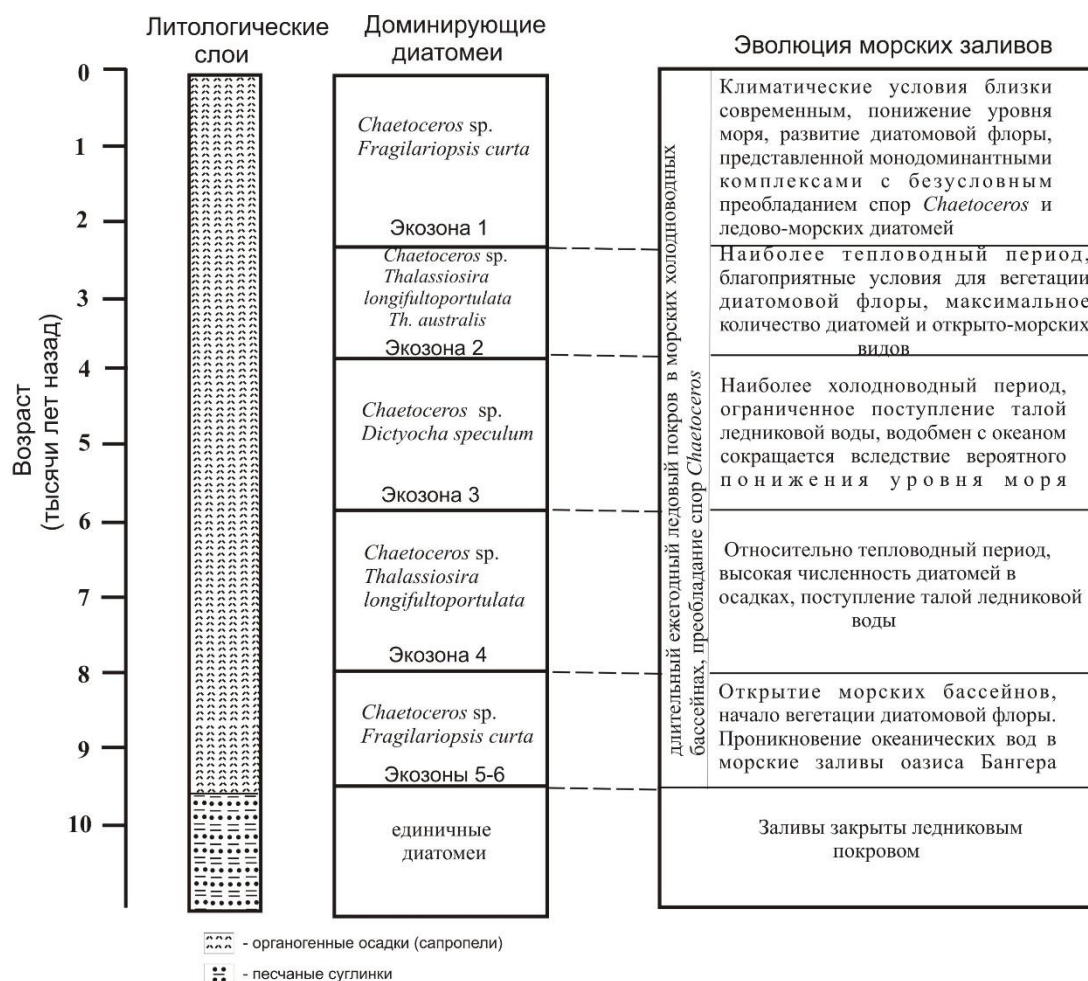 Литологические
слои
Доминирующие
диатомеи
Эволюция морских заливов
Возраст
(тысячи лет назад)
0
1
2
3
4
5
6
7
8
9
10
Chaetoceros sp.
Fragilariopsis curta
Экозона 1
Chaetoceros sp.
Thalassiosira
longifultoportulata
Th. australis
Экозона 2
Chaetoceros sp.
Dictyocha speculum
Экозона 3
Chaetoceros sp.
Thalassiosira
longifultoportulata
Экозона 4
Chaetoceros sp.
Fragilariopsis curta
Экозоны 5-6
единичные
диатомеи
длительный ежегодный ледовый покров в морских холодноводных
бассейнах, преобладание спор Chaetoceros
Климатические условия близки
современным, понижение уровня
моря, развитие диатомовой флоры,
представленной монодоминантными
комплексами с безусловным
преобладанием спор Chaetoceros и
ледово-морских диатомей
Наиболее тепловодный период,
благоприятные условия для вегетации
диатомовой флоры, максимальное
количество диатомей и открыто-морских
видов
Наиболее холодноводный период,
ограниченное поступление талой
ледниковой воды, водобмен с океаном
сокращается вследствие вероятного
понижения уровня моря
Относительно тепловодный период,
высокая численность диатомей в
осадках, поступление талой ледниковой
воды
Открытие морских бассейнов,
начало вегетации диатомовой флоры.
Проникновение океанических вод в
морские заливы оазиса Бангера
Заливы закрыты ледниковым
покровом
- органогенные осадки (сапропели)
- песчаные суглинки